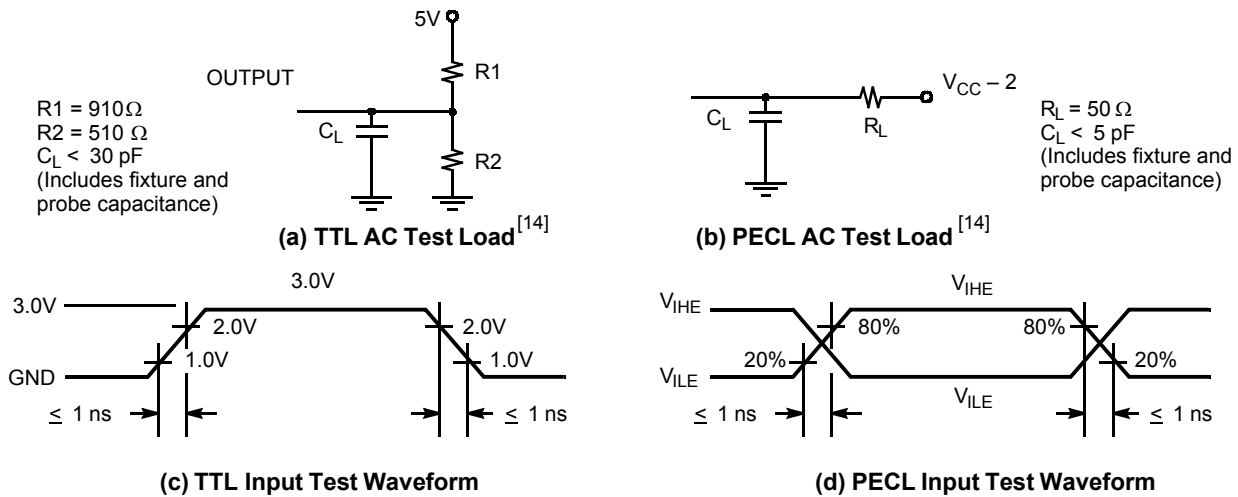 5V
OUTPUT
R1
R1 = 910Ω
R2 = 510 Ω
C_L < 30 pF
(Includes fixture and
probe capacitance)
C_L
R2
(a) TTL AC Test Load [14]
V_CC – 2
C_L
R_L
R_L = 50 Ω
C_L < 5 pF
(Includes fixture and
probe capacitance)
(b) PECL AC Test Load [14]
3.0V
3.0V
2.0V
2.0V
1.0V
1.0V
GND
≤ 1 ns
≤ 1 ns
(c) TTL Input Test Waveform
V_IHE
V_IHE
80%
80%
20%
20%
V_ILE
V_ILE
≤ 1 ns
≤ 1 ns
(d) PECL Input Test Waveform